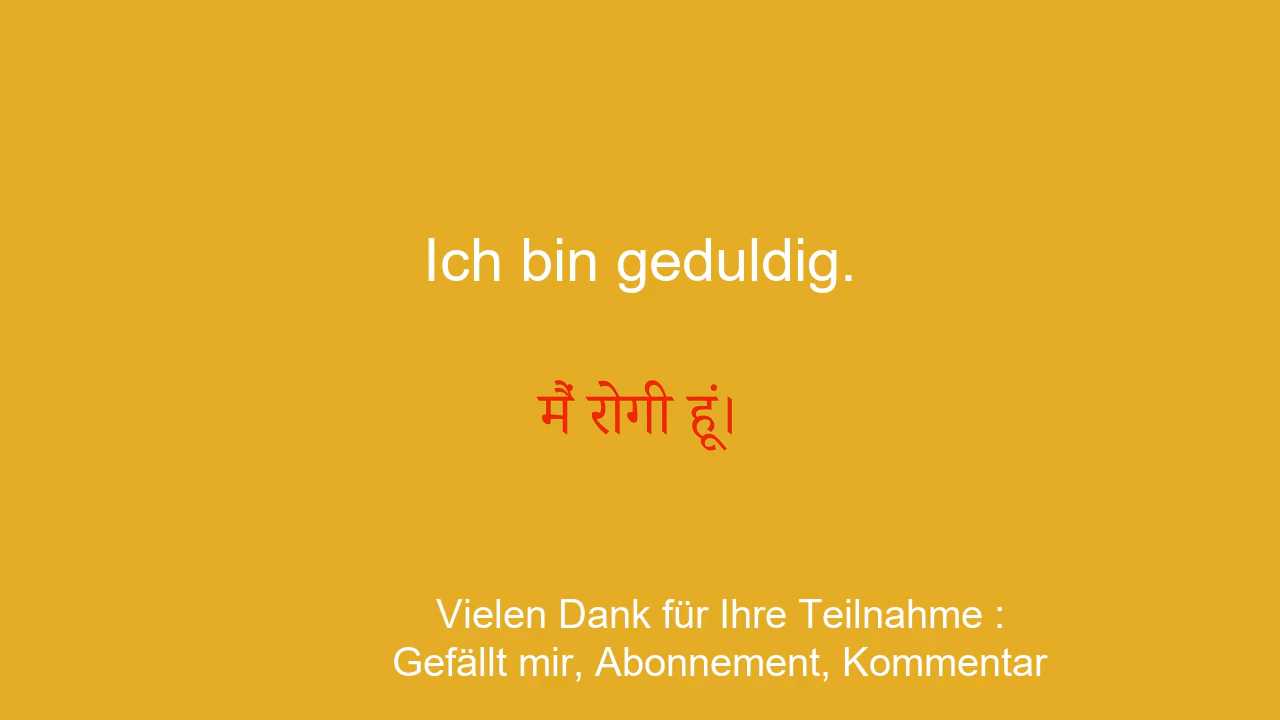 Ich bin geduldig.
मैं रोगी हूं।
Vielen Dank für Ihre Teilnahme :
Gefällt mir, Abonnement, Kommentar